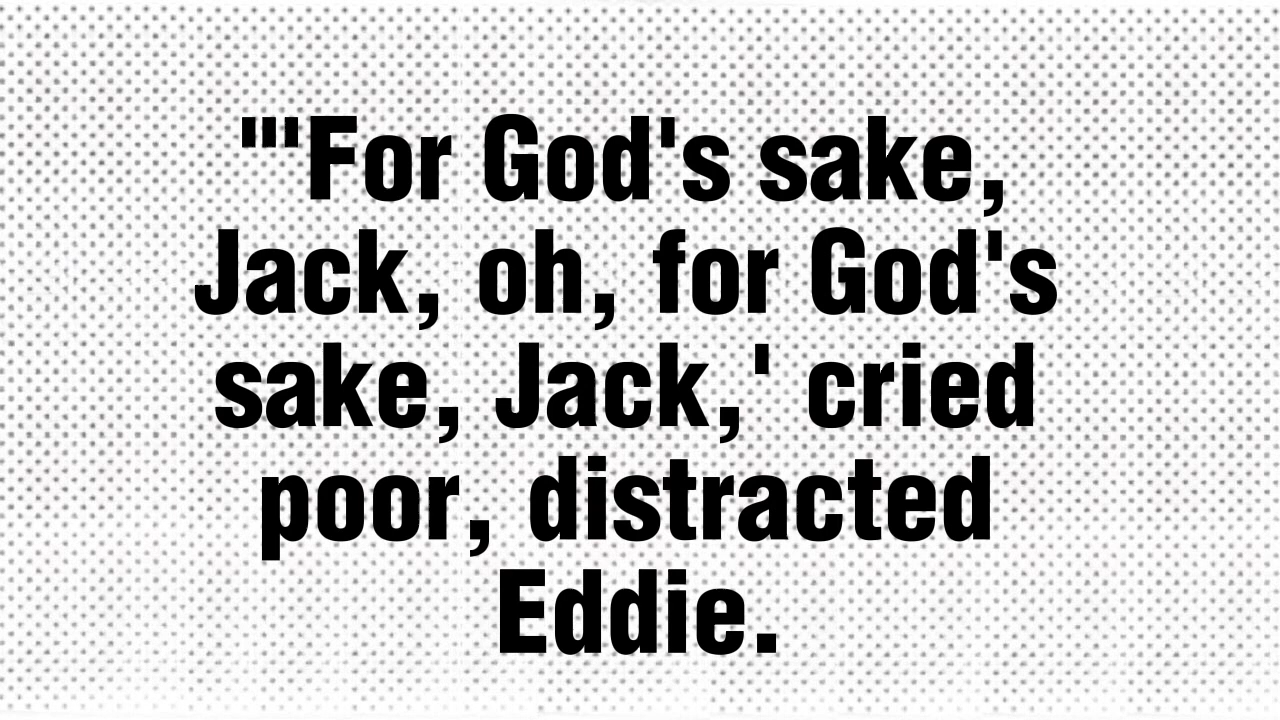 "'For God's sake,
Jack, oh, for God's
sake, Jack,' cried
poor, distracted
Eddie.